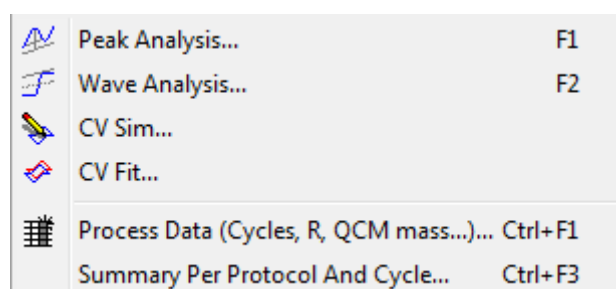 Peak Analysis... F1
Wave Analysis... F2
CV Sim...
CV Fit...
Process Data (Cycles, R, QCM mass...)... Ctrl+F1
Summary Per Protocol And Cycle... Ctrl+F3